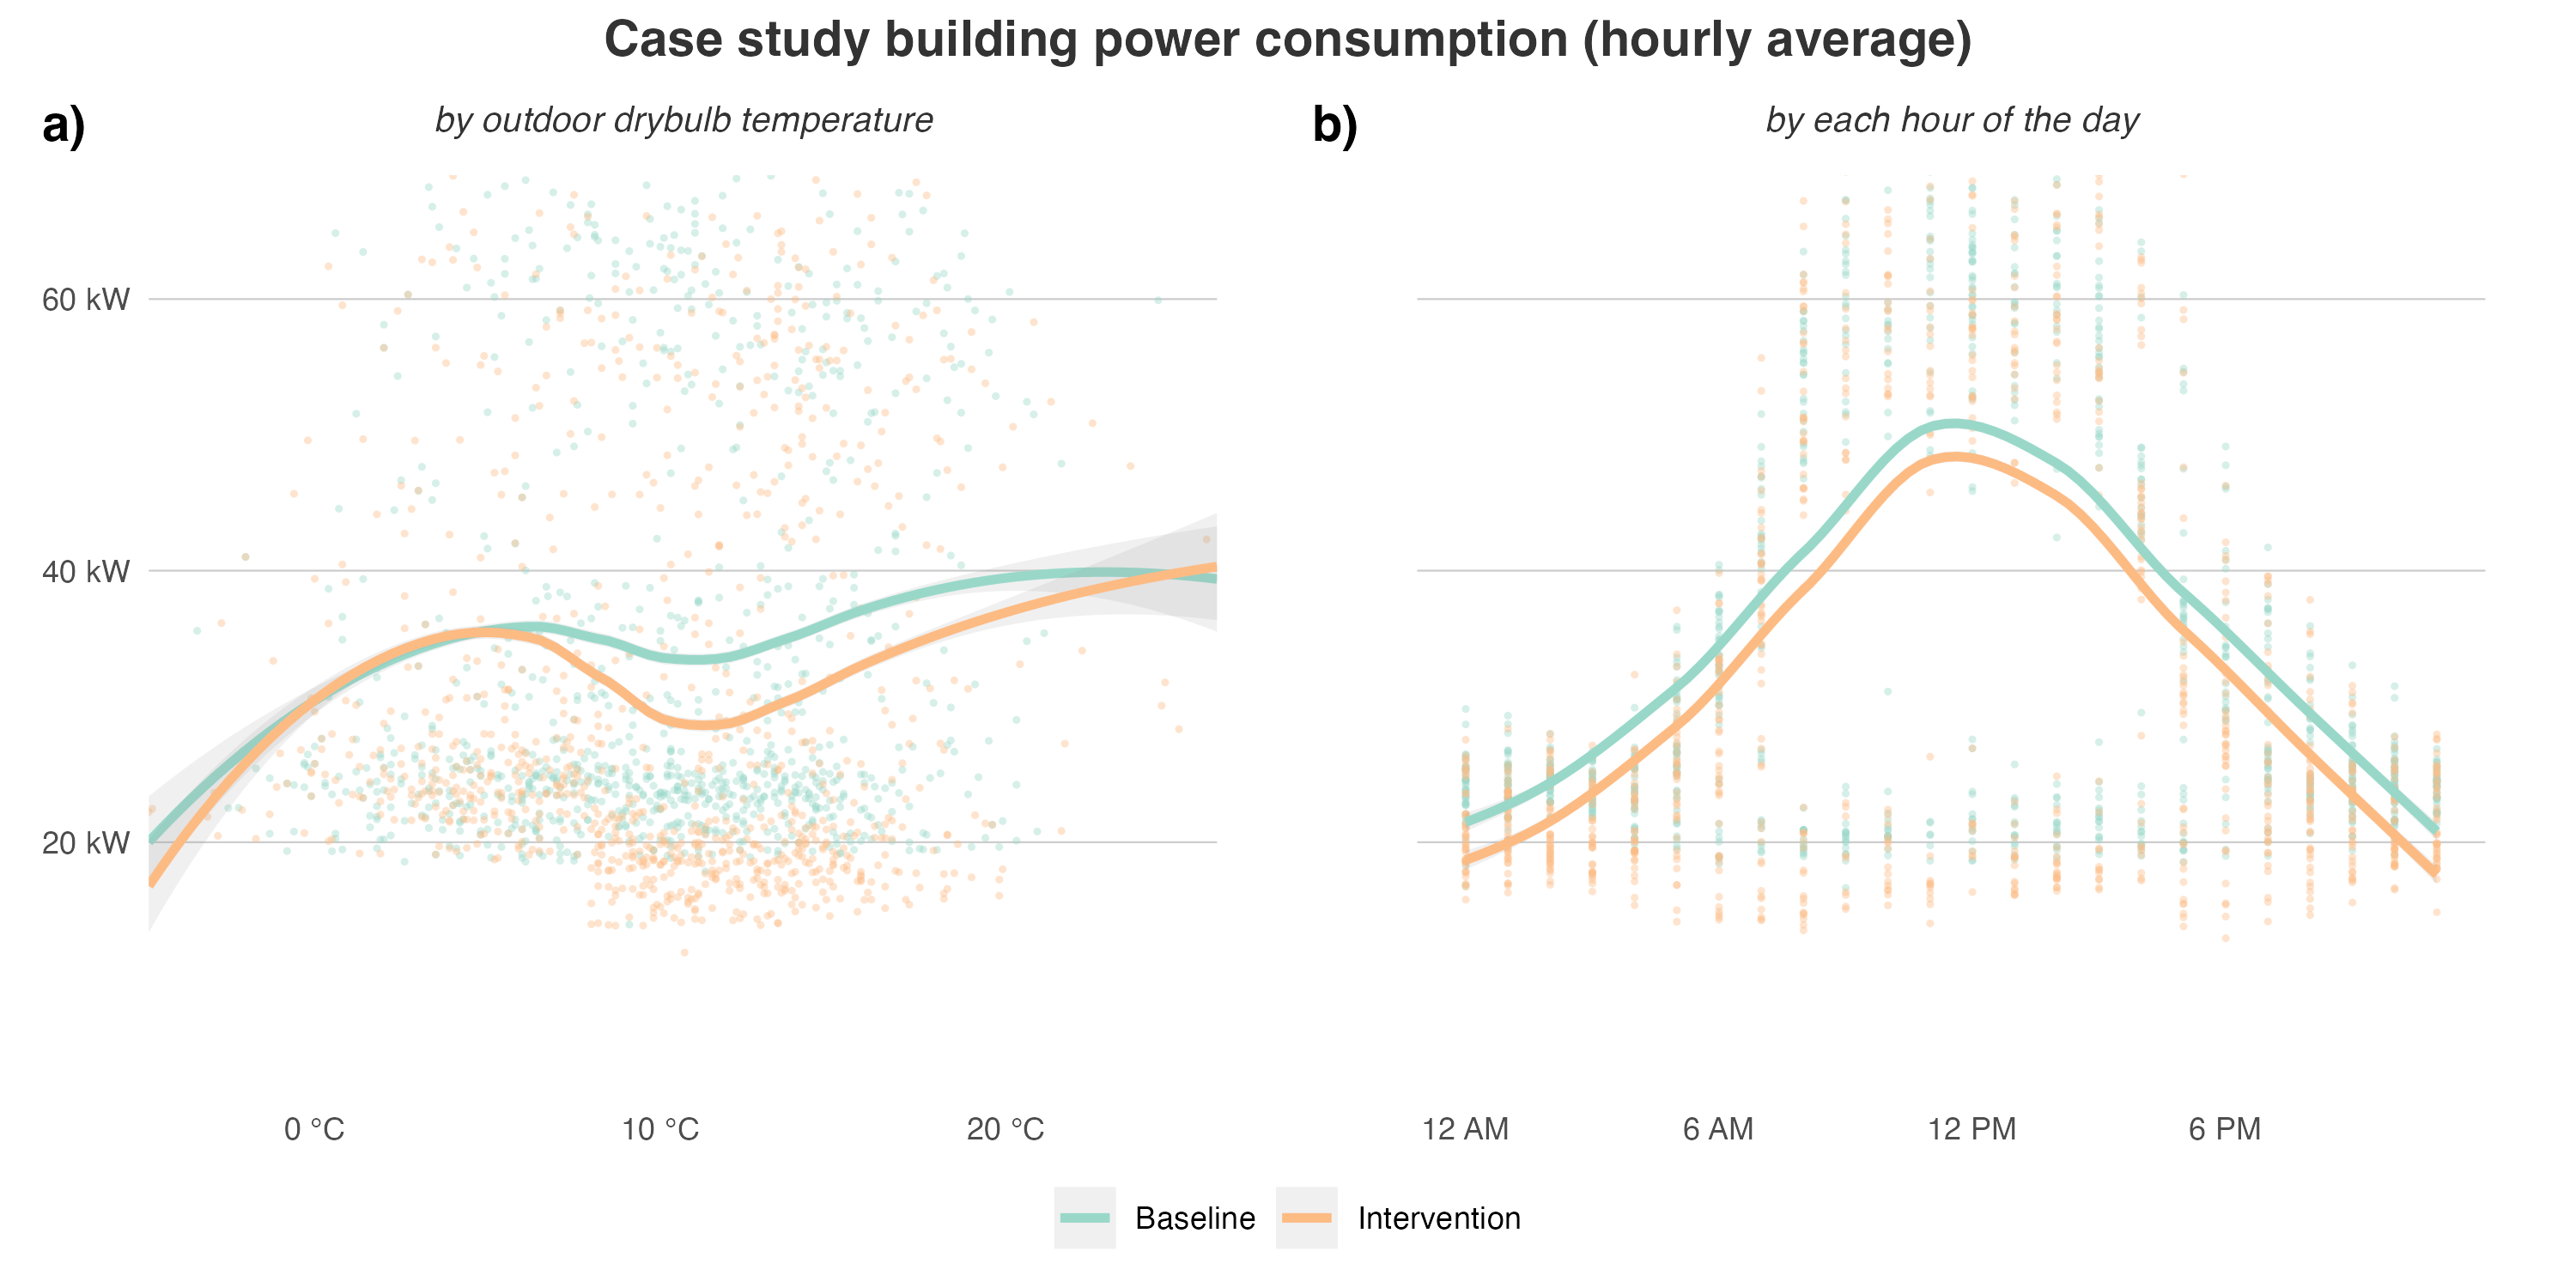 Case study building power consumption (hourly average)
a)
by outdoor drybulb temperature
b)
by each hour of the day
60 kW
40 kW
20 kW
0 °C
10 °C
20 °C
12 AM
6 AM
12 PM
6 PM
Baseline
Intervention